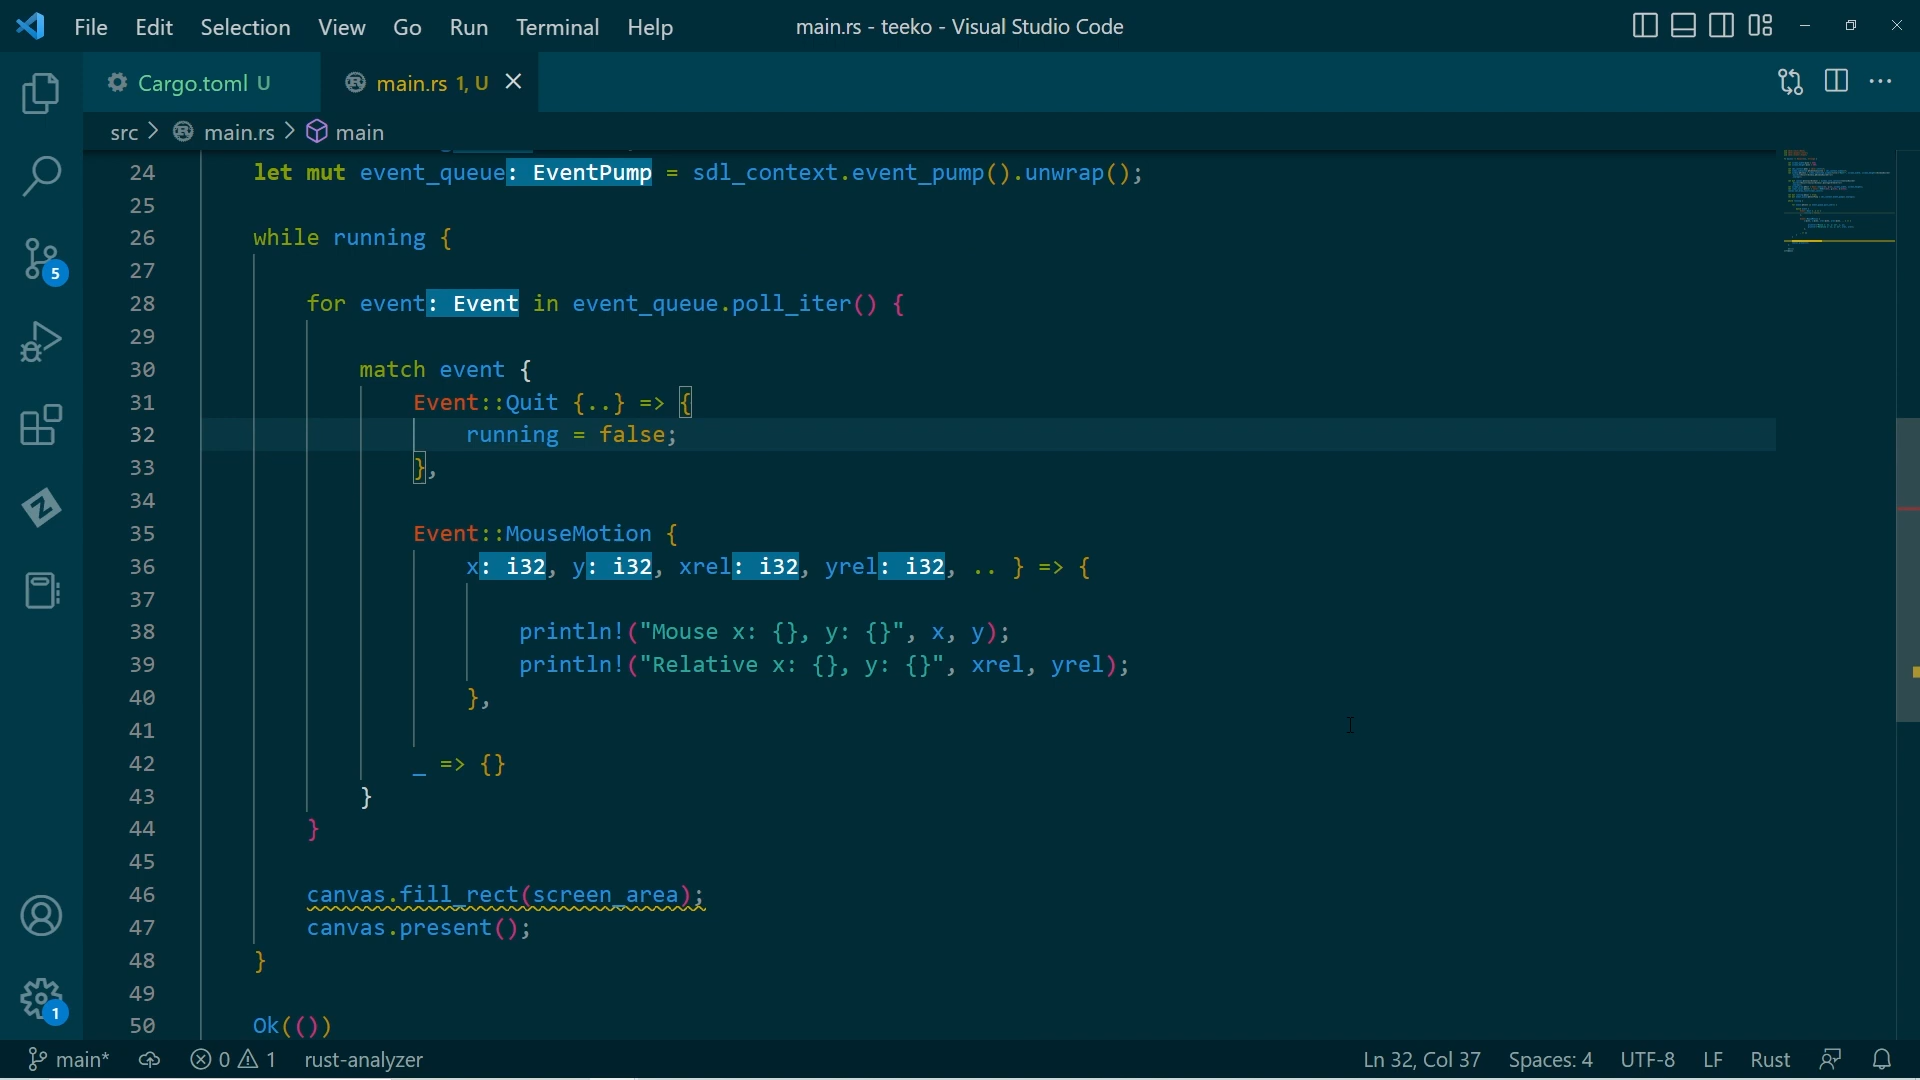 File Edit Selection View Go Run Terminal Help main.rs - teeko - Visual Studio Code
Cargo.toml U main.rs 1, U
src > main.rs > main
24 let mut event_queue: EventPump = sdl_context.event_pump().unwrap();
25
26 while running {
27
28 for event: Event in event_queue.poll_iter() {
29
30 match event {
31 Event::Quit {..} => {
32 running = false;
33 },
34
35 Event::MouseMotion {
36 x: i32, y: i32, xrel: i32, yrel: i32, .. } => {
37
38 println!("Mouse x: {}, y: {}", x, y);
39 println!("Relative x: {}, y: {}", xrel, yrel);
40 },
41
42 _ => {}
43 }
44 }
45
46 canvas.fill_rect(screen_area);
47 canvas.present();
48 }
49
50 Ok(())
5
1
main* 0 1 rust-analyzer Ln 32, Col 37 Spaces: 4 UTF-8 LF Rust